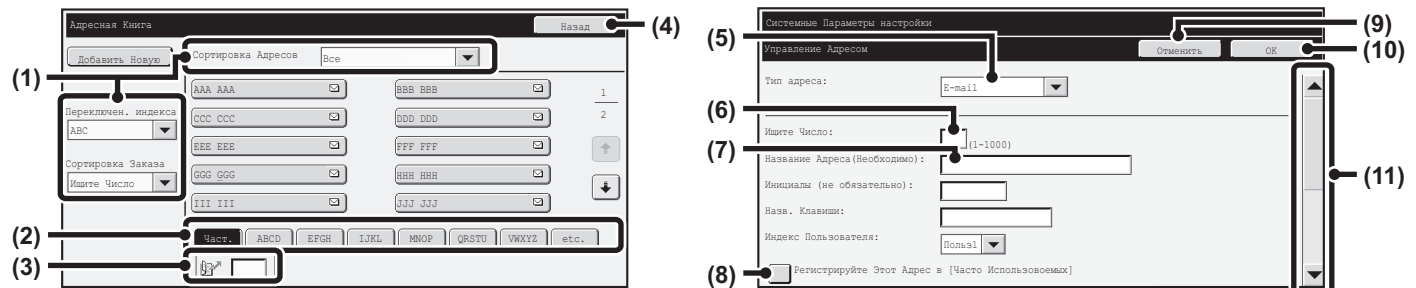 Адресная Книга
Назад
(4)
Добавить Новую
Сортировка Адресов
Все
(1)
AAA AAA
BBB BBB
1
Переключен. индекса
CCC CCC
DDD DDD
2
ABC
EEE EEE
FFF FFF
Сортировка Заказа
GGG GGG
HHH HHH
Ищите Число
III III
JJJ JJJ
(2)
Част.
ABCD
EFGH
IJKL
MNOP
QRSTU
VWXYZ
etc.
(3)
Системные Параметры настройки
(9)
(5)
Управление Адресом
Отменить
OK
(10)
Тип адреса:
E-mail
(6)
Ищите Число:
(1-1000)
(7)
Название Адреса(Необходимо):
(11)
Инициалы (не обязательно):
Назв. Клавиши:
Индекс Пользователя:
Польз1
(8)
Регистрируйте Этот Адрес в [Часто Использовоемых]